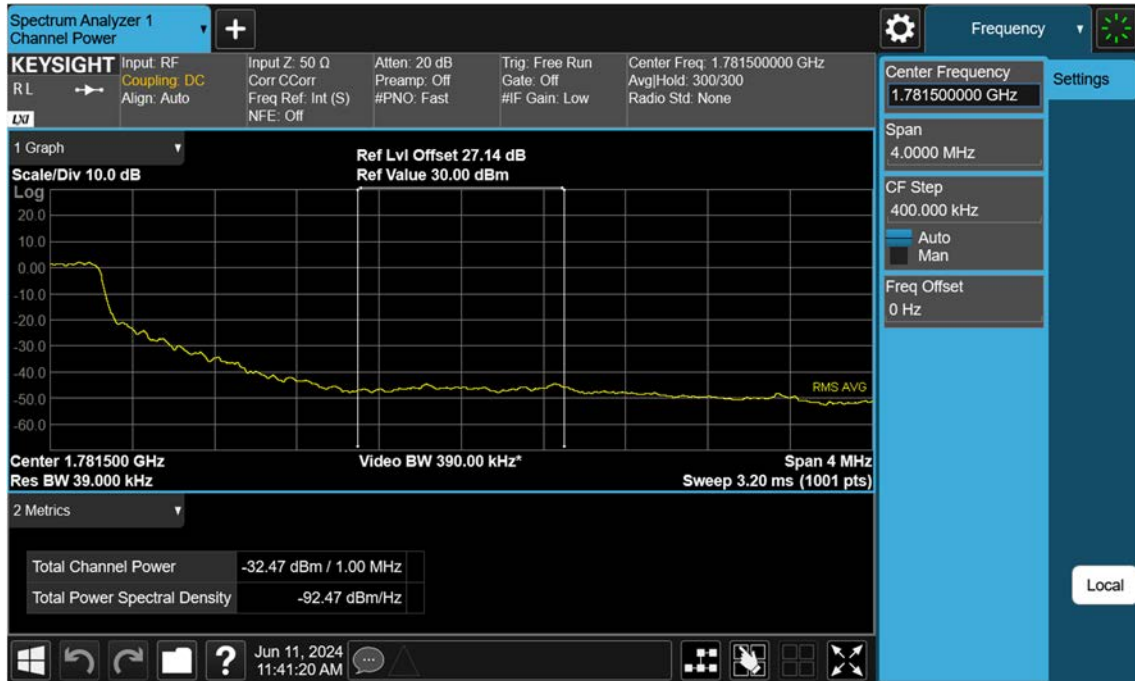 Spectrum Analyzer 1
Channel Power
Frequency
KEYSIGHT
RL
LXI
Input: RF
Coupling: DC
Align: Auto
Input Z: 50 Ω
Corr CCorr
Freq Ref: Int (S)
NFE: Off
Atten: 20 dB
Preamp: Off
#PNO: Fast
Trig: Free Run
Gate: Off
#IF Gain: Low
Center Freq: 1.781500000 GHz
Avg|Hold: 300/300
Radio Std: None
Center Frequency
1.781500000 GHz
Settings
Span
4.0000 MHz
CF Step
400.000 kHz
Auto
Man
Freq Offset
0 Hz
Local
1 Graph
Scale/Div 10.0 dB
Ref Lvl Offset 27.14 dB
Ref Value 30.00 dBm
Log
20.0
10.0
0.00
-10.0
-20.0
-30.0
-40.0
-50.0
-60.0
RMS AVG
Center 1.781500 GHz
Video BW 390.00 kHz*
Span 4 MHz
Res BW 39.000 kHz
Sweep 3.20 ms (1001 pts)
2 Metrics
Total Channel Power -32.47 dBm / 1.00 MHz
Total Power Spectral Density -92.47 dBm/Hz
?
Jun 11, 2024
11:41:20 AM